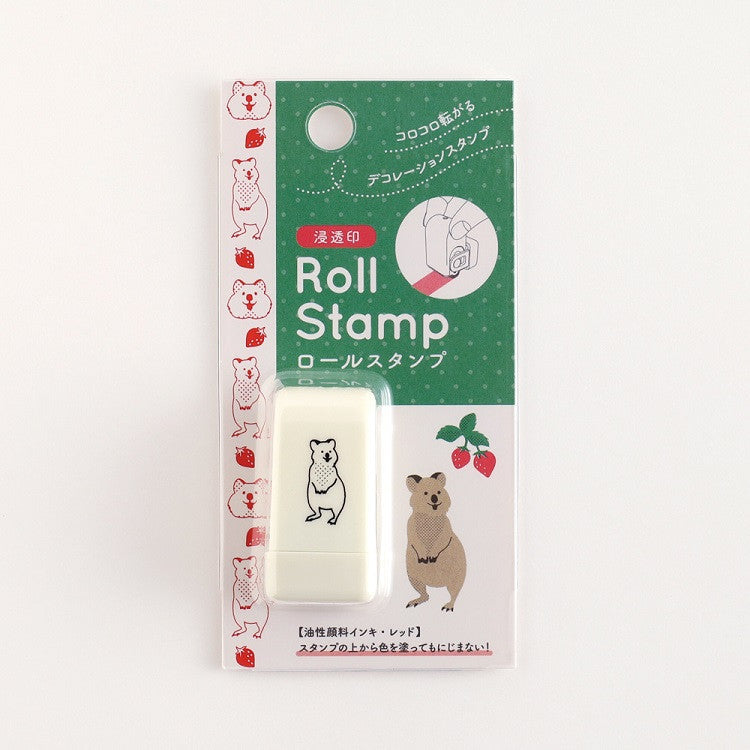 コロコロ転がる
デコレーションスタンプ
浸透印
Roll
Stamp
ロールスタンプ
【油性顔料インキ・レッド】
スタンプの上から色を塗ってもにじまない!